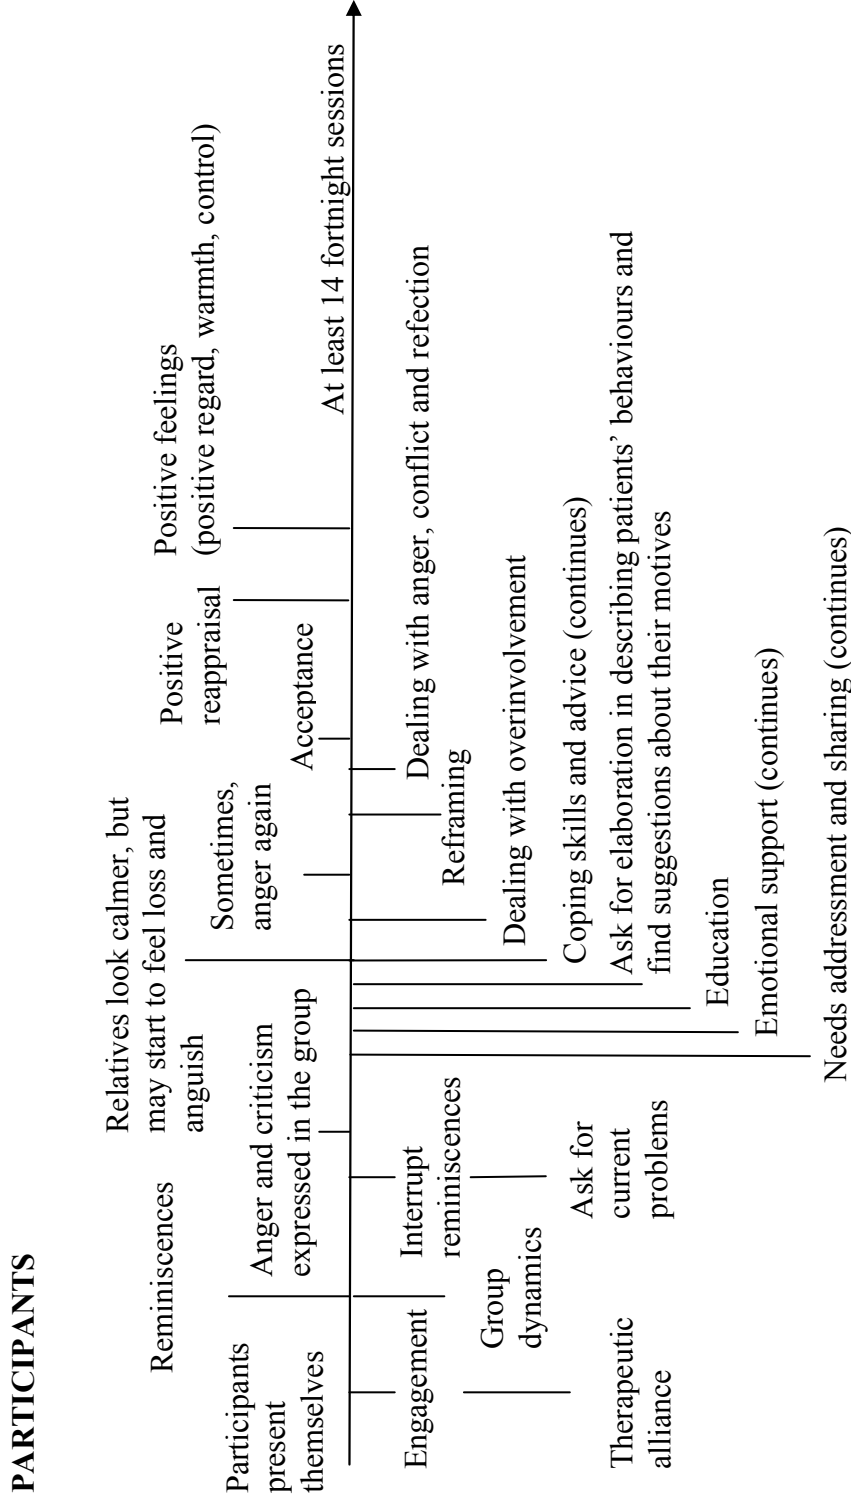 PARTICIPANTS
Participants
present
themselves
Reminiscences
Anger and criticism
expressed in the group
Relatives look calmer, but
may start to feel loss and
anguish
Sometimes,
anger again
Acceptance
Positive
reappraisal
Positive feelings
(positive regard, warmth, control)
At least 14 fortnight sessions
Engagement
Therapeutic
alliance
Group
dynamics
Interrupt
reminiscences
Ask for
current
problems
Needs addressment and sharing (continues)
Emotional support (continues)
Education
Ask for elaboration in describing patients’ behaviours and
find suggestions about their motives
Coping skills and advice (continues)
Dealing with overinvolvement
Reframing
Dealing with anger, conflict and refection